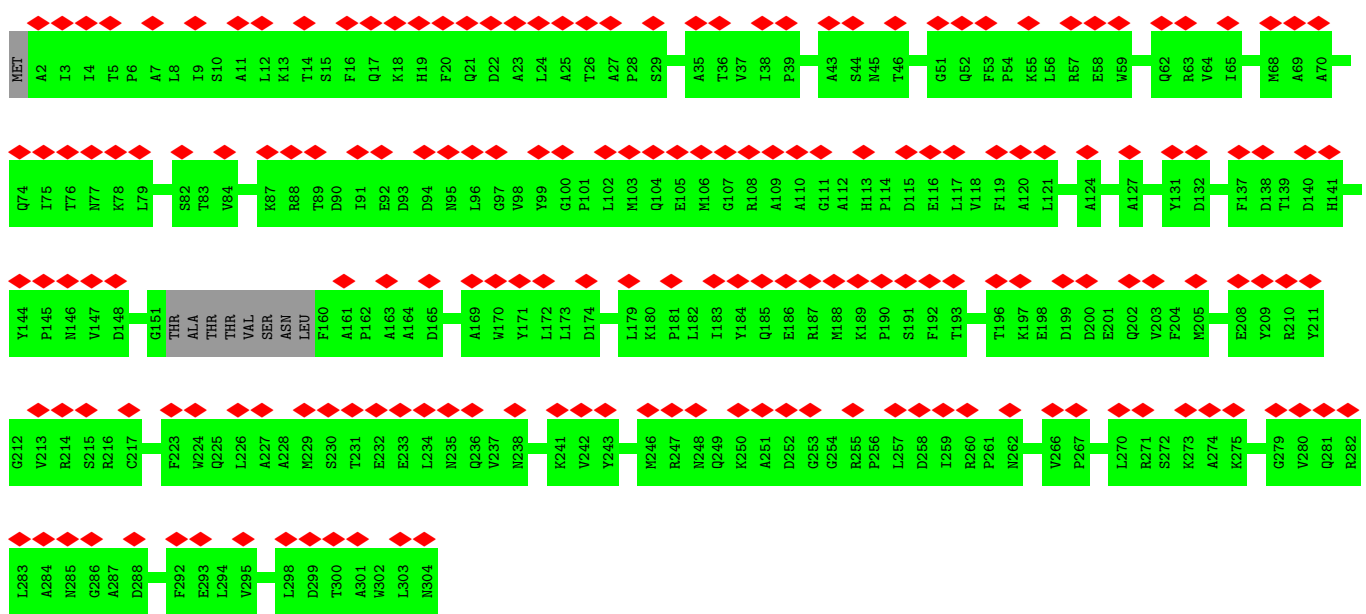 MET A2 I3 I4 T5 P6 A7 L8 I9 S10 A11 L12 K13 T14 S15 F16 Q17 K18 H19 F20 Q21 D22 A23 L24 A25 T26 A27 P28 S29 A35 T36 V37 I38 P39 A43 S44 N45 T46 G51 Q52 F53 P54 K55 L56 R57 E58 W59 Q62 R63 V64 I65 M68 A69 A70
Q74 I75 T76 N77 K78 L79 S82 T83 V84 K87 R88 T89 D90 I91 E92 D93 D94 N95 L96 G97 V98 Y99 G100 P101 L102 M103 Q104 E105 M106 G107 R108 A109 A110 G111 A112 H113 P114 D115 E116 L117 V118 F119 A120 L121 A124 A127 Y131 D132 F137 D138 T139 D140 H141
Y144 P145 N146 V147 D148 G151 THR ALA THR THR VAL SER ASN LEU F160 A161 P162 A163 A164 D165 A169 W170 Y171 L172 L173 D174 L179 K180 P181 L182 I183 Y184 Q185 E186 R187 M188 K189 P190 S191 F192 T193 T196 K197 E198 D199 D200 E201 Q202 V203 F204 M205 E208 Y209 R210 Y211
G212 V213 R214 S215 R216 C217 F223 W224 Q225 L226 A227 A228 M229 S230 T231 E232 E233 L234 N235 Q236 V237 N238 K241 V242 Y243 M246 R247 N248 Q249 K250 A251 D252 G253 G254 R255 P256 L257 D258 I259 R260 P261 N262 V266 P267 L270 R271 S272 K273 A274 K275 G279 V280 Q281 R282
L283 A284 N285 G286 A287 D288 F292 E293 L294 V295 L298 D299 T300 A301 W302 L303 N304